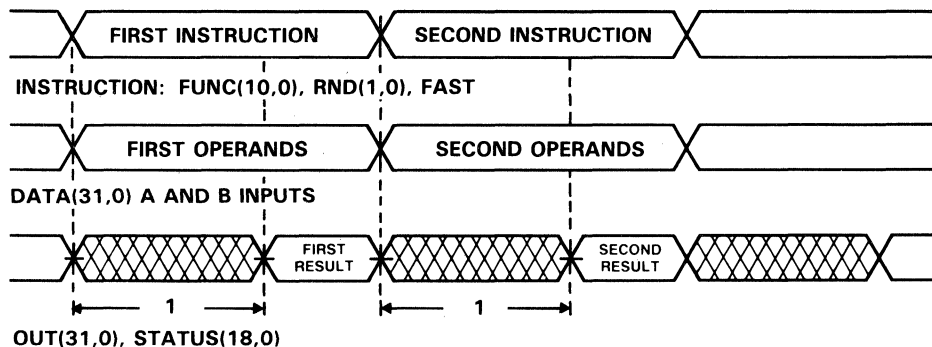 FIRST INSTRUCTION SECOND INSTRUCTION
INSTRUCTION: FUNC(10,0), RND(1,0), FAST
FIRST OPERANDS SECOND OPERANDS
DATA(31,0) A AND B INPUTS
FIRST RESULT SECOND RESULT
1 1
OUT(31,0), STATUS(18,0)